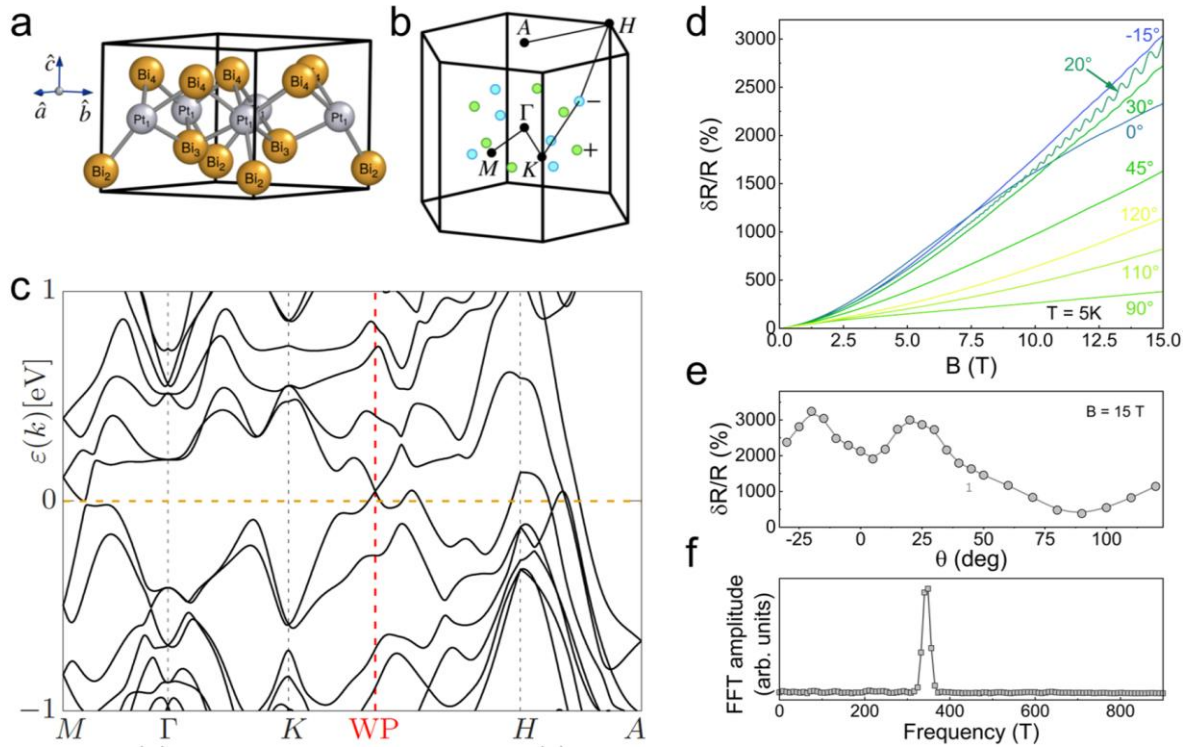 a
ĉ
â
b̂
Bi4
Bi4
Bi4
4
Bi4
Pt1
Pt1
Pt1
1
Pt1
Bi3
Bi3
Bi2
Bi2
Bi2
Bi2
b
A
H
Γ
−
+
M
K
c
ε(k)[eV]
1
0
−1
M
Γ
K
WP
H
A
d
δR/R (%)
3000
2500
2000
1500
1000
500
0
-15°
20°
30°
0°
45°
120°
110°
90°
T = 5K
0.0
2.5
5.0
7.5
10.0
12.5
15.0
B (T)
e
δR/R (%)
3000
2000
1000
0
B = 15 T
1
-25
0
25
50
75
100
θ (deg)
f
FFT amplitude
(arb. units)
0
200
400
600
800
Frequency (T)